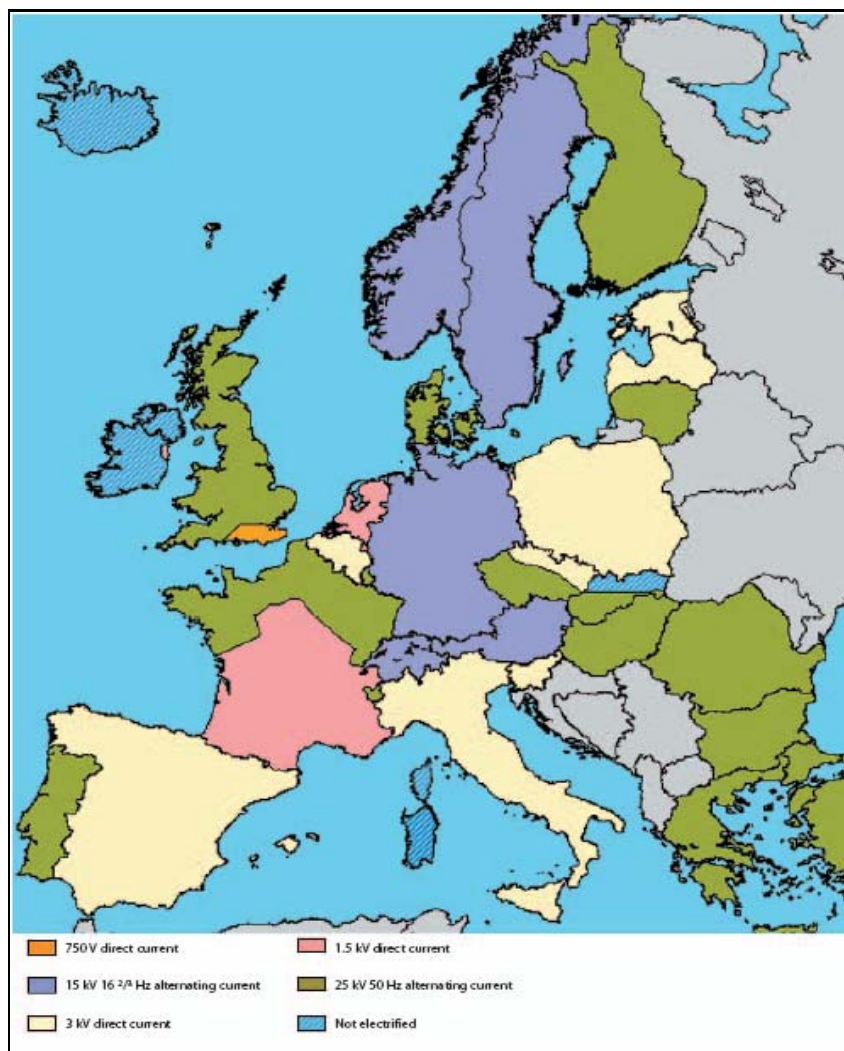 750 V direct current
1.5 kV direct current
15 kV 16 2/3 Hz alternating current
25 kV 50 Hz alternating current
3 kV direct current
Not electrified